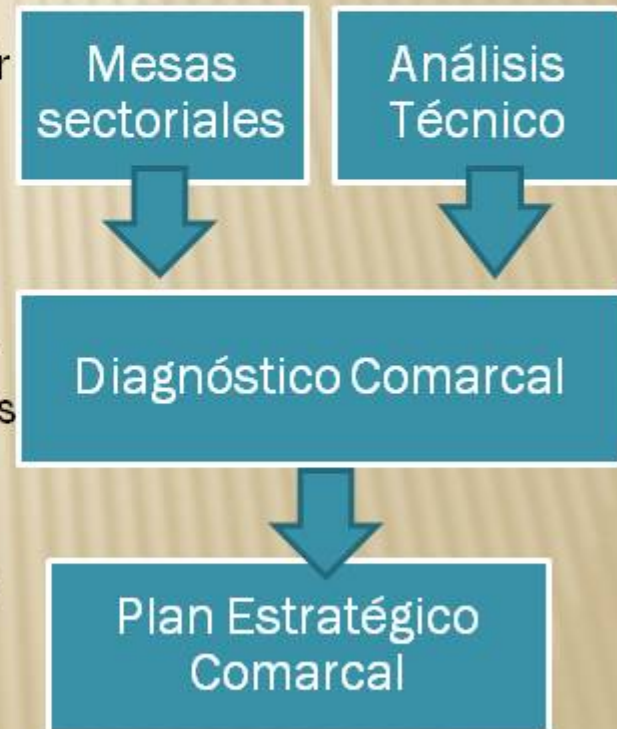 Mesas
sectoriales
Análisis
Técnico
Diagnóstico Comarcal
Plan Estratégico
Comarcal